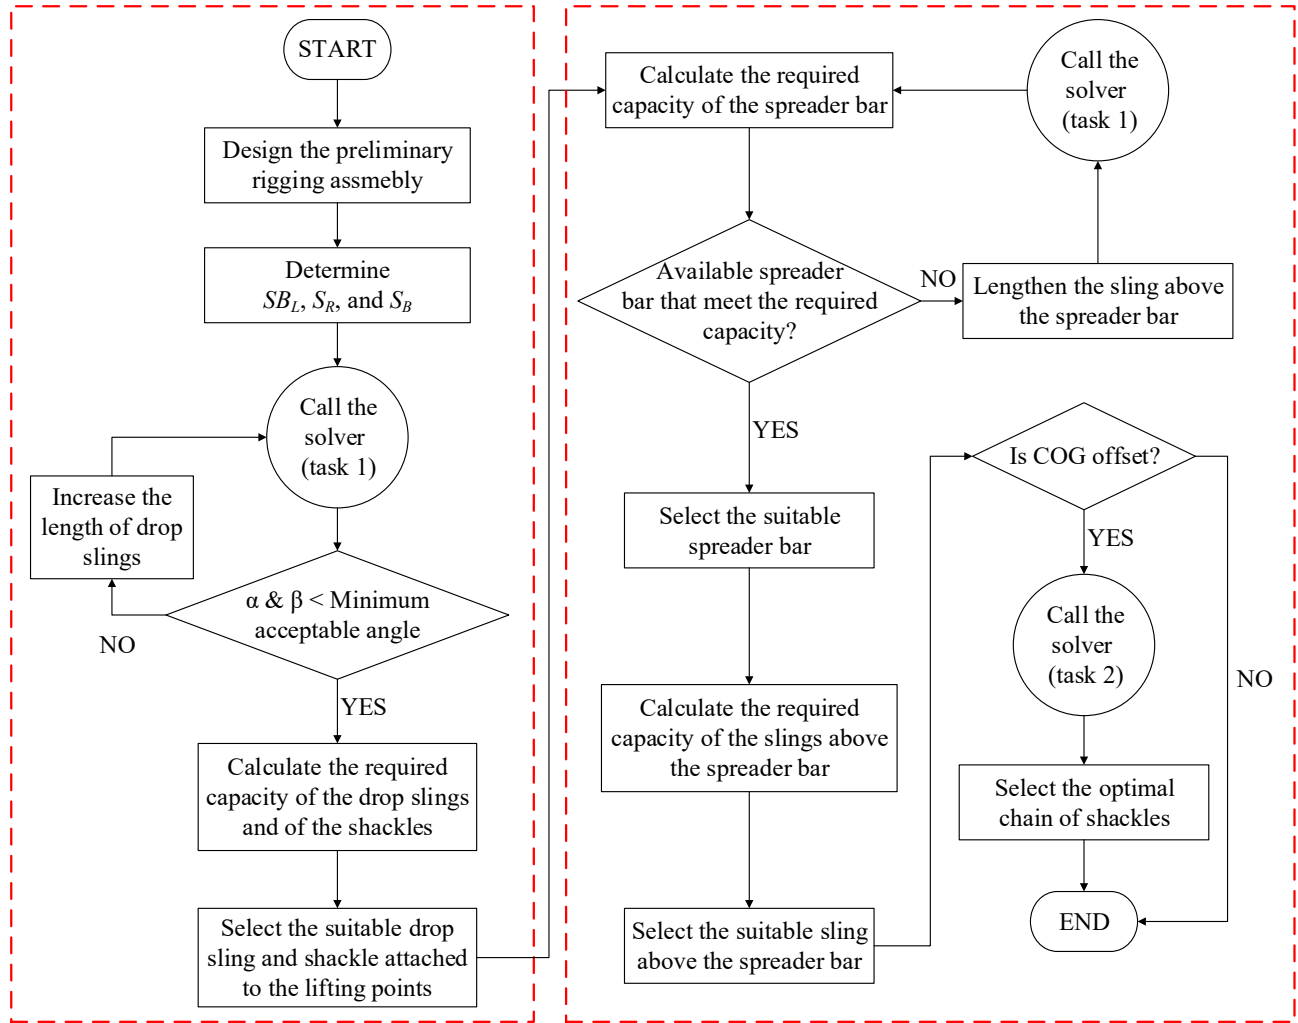 START
Design the preliminary
rigging assmebly
Determine
SB_L, S_R, and S_B
Call the
solver
(task 1)
Increase the
length of drop
slings
α & β < Minimum
acceptable angle
NO
YES
Calculate the required
capacity of the drop slings
and of the shackles
Select the suitable drop
sling and shackle attached
to the lifting points
Calculate the required
capacity of the spreader bar
Call the
solver
(task 1)
Available spreader
bar that meet the required
capacity?
NO
Lengthen the sling above
the spreader bar
YES
Select the suitable
spreader bar
Calculate the required
capacity of the slings above
the spreader bar
Select the suitable sling
above the spreader bar
Is COG offset?
YES
NO
Call the
solver
(task 2)
Select the optimal
chain of shackles
END